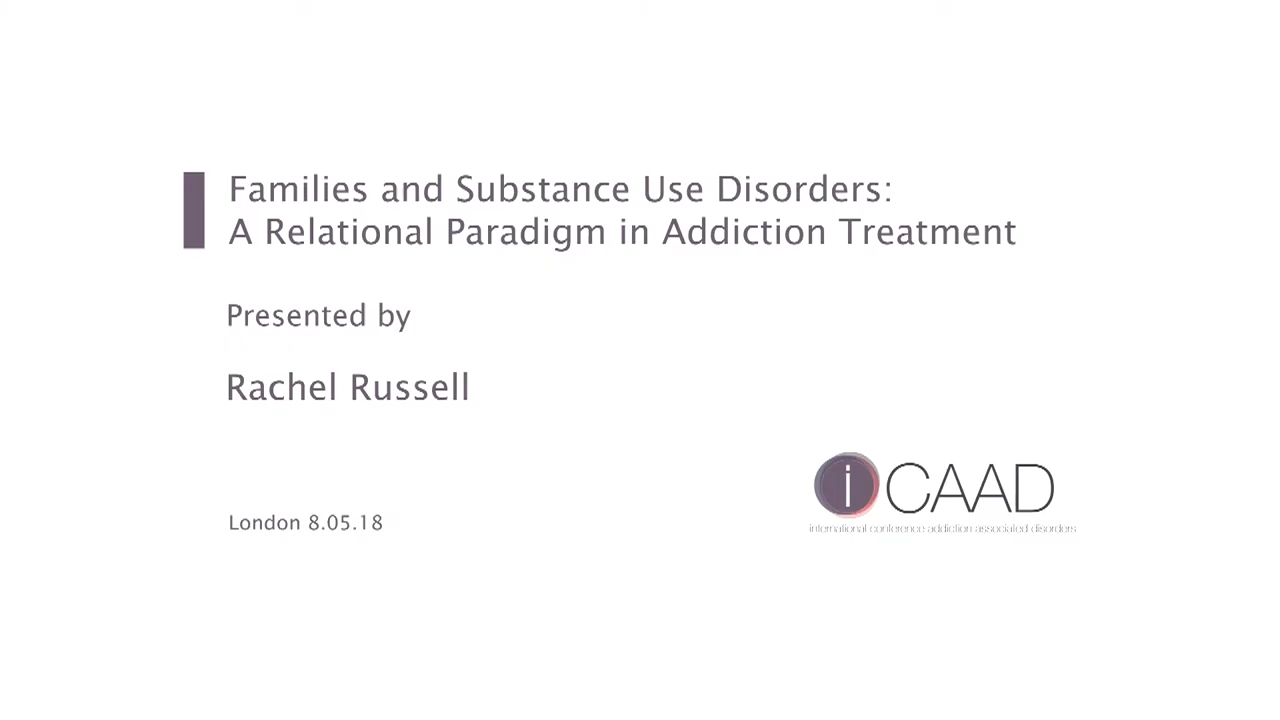 Families and Substance Use Disorders:
A Relational Paradigm in Addiction Treatment
Presented by
Rachel Russell
London 8.05.18
iCAAD
international conference addiction associated disorders